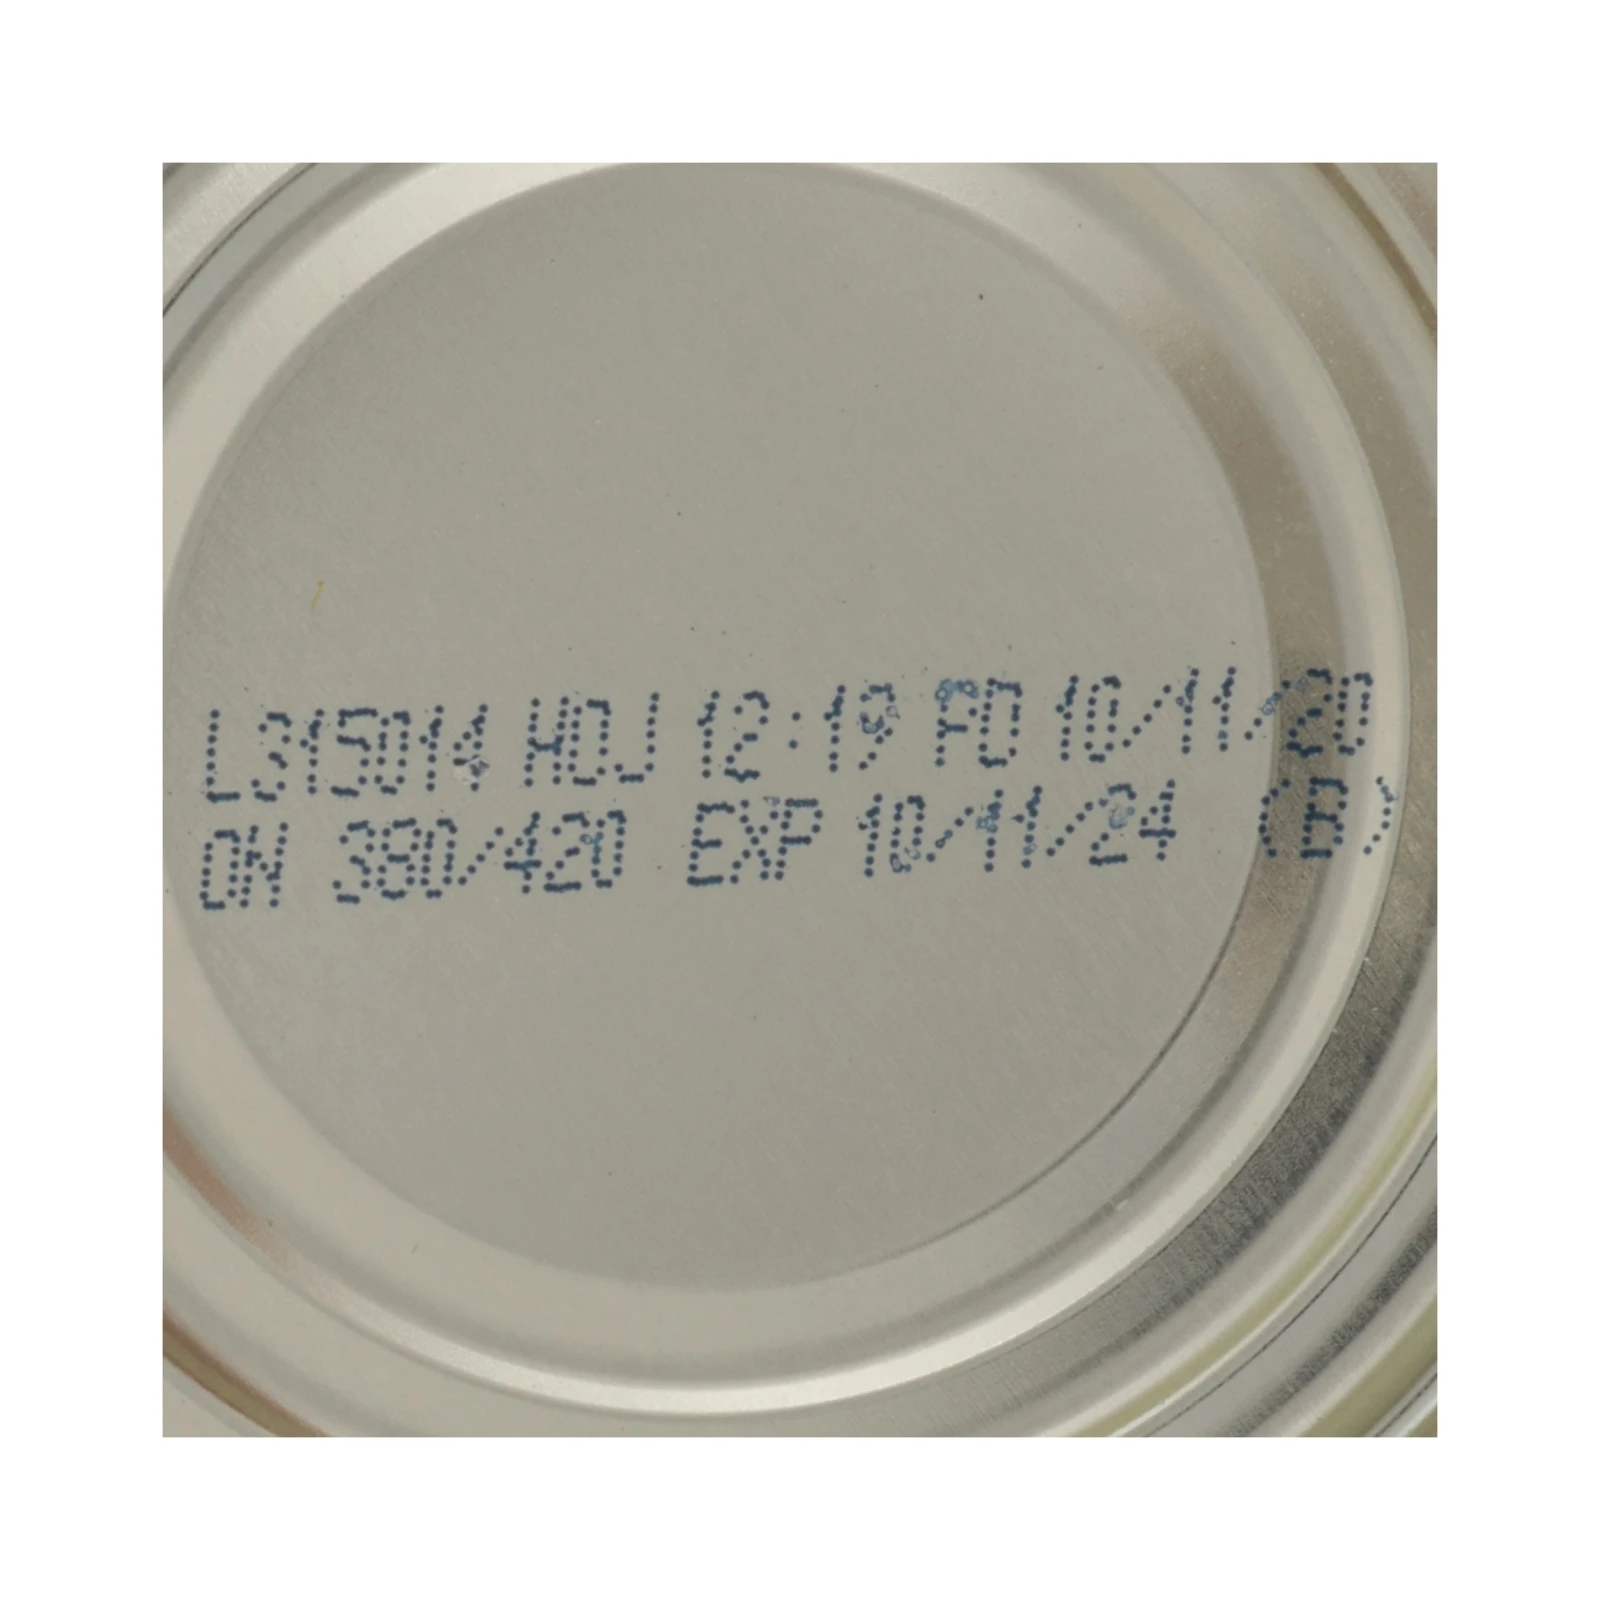 L315014 HDJ 12:19 PD 10/11/20
ON 380/420 EXP 10/11/24